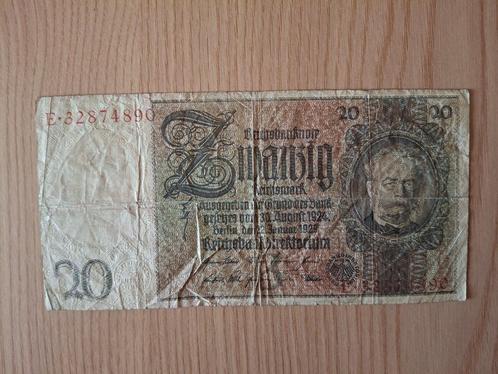 E·32874890
20 20
Reichsbanknote
Zwanzig
Reichsmark
Ausgegeben auf Grund des Bank
gesetzes vom 30. August 1924
Berlin, den 22. Januar 1929
Reichsbankdirektorium
20